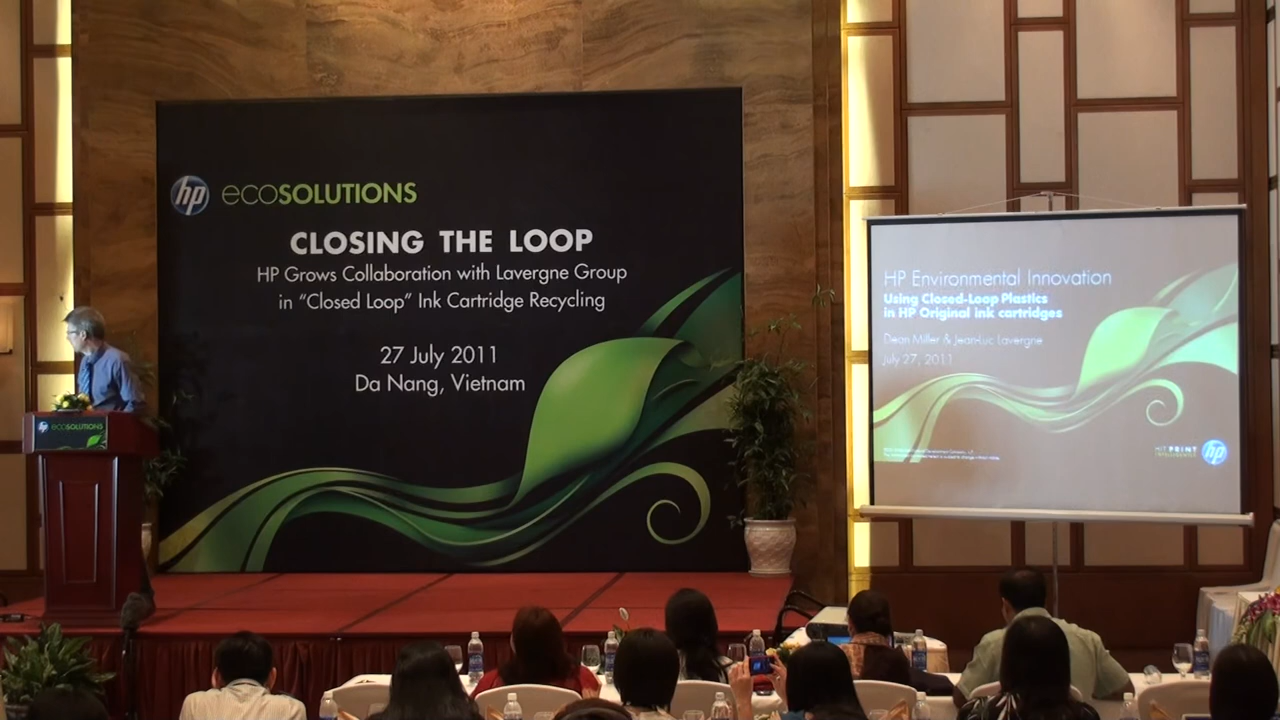 hp ecoSOLUTIONS
CLOSING THE LOOP
HP Grows Collaboration with Lavergne Group
in “Closed Loop” Ink Cartridge Recycling
27 July 2011
Da Nang, Vietnam
HP Environmental Innovation
Using Closed-Loop Plastics
in HP Original ink cartridges
Dean Miller & Jean-Luc Lavergne
July 27, 2011
hp
hp ecoSOLUTIONS